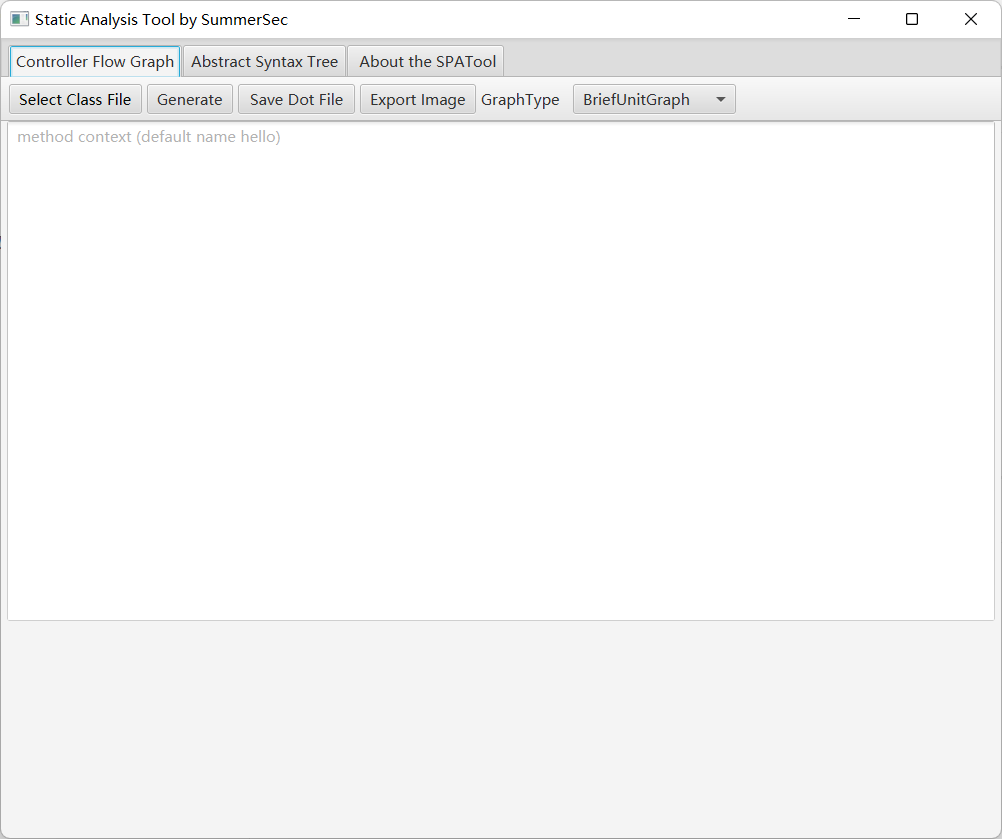 Static Analysis Tool by SummerSec
Controller Flow Graph Abstract Syntax Tree About the SPATool
Select Class File Generate Save Dot File Export Image GraphType BriefUnitGraph
method context (default name hello)